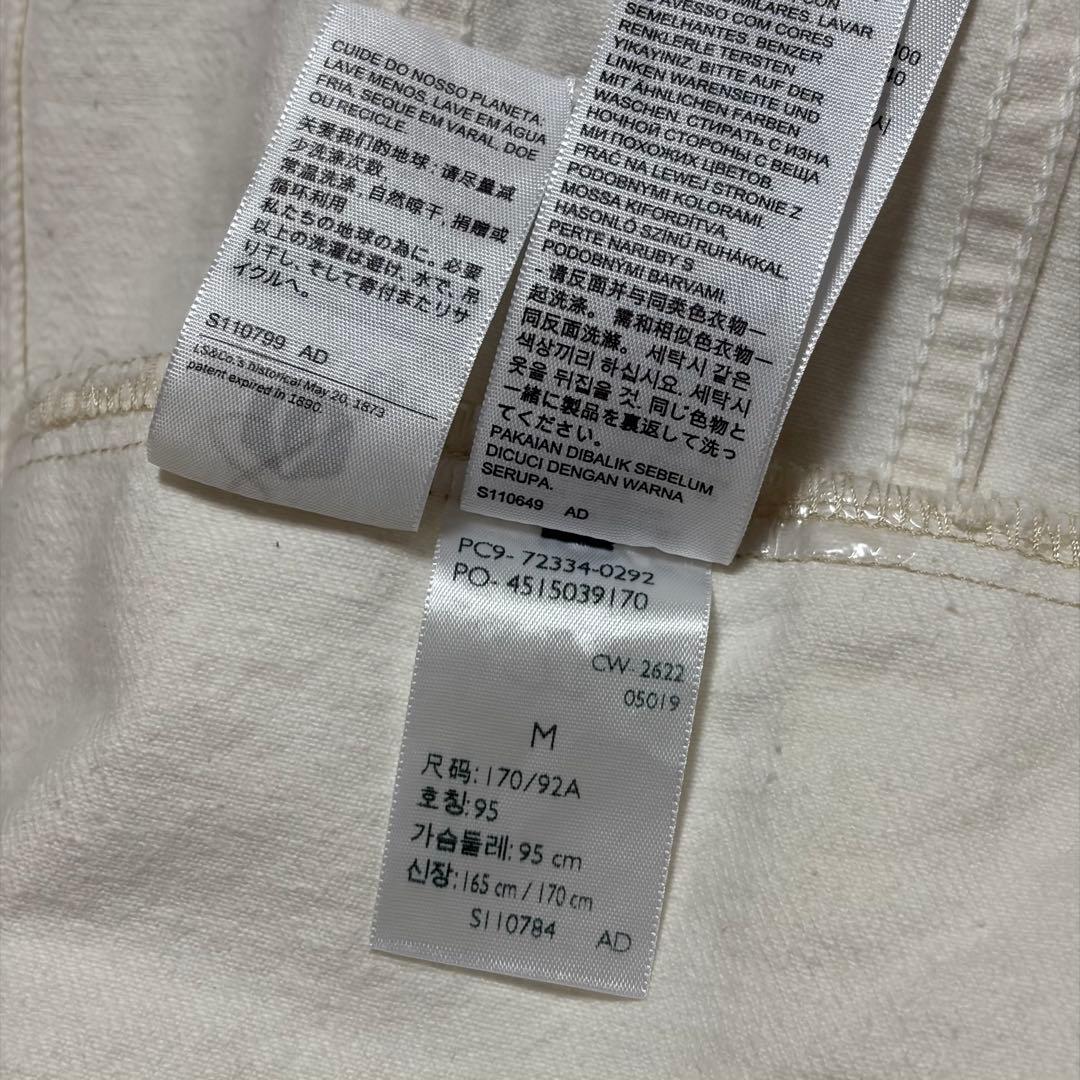 CUIDE DO NOSSO PLANETA.
LAVE MENOS, LAVE EM ÁGUA
FRIA, SEQUE EM VARAL, DOE
OU RECICLE.
关爱我们的地球:请尽量减
少洗涤次数,
常温洗涤,自然晾干,捐赠或
循环利用
私たちの地球の為に。必要
以上の洗濯は避け、水で、吊
り干し、そして寄付またリサ
イクルへ。
S110799 AD
LS&Co.'s historical May 20, 1873
patent expired in 1890.
SIMILARES. LAVAR
AVESSO COM CORES
SEMELHANTES. BENZER
RENKLERLE TERSTEN
YIKAYINIZ. BITTE AUF DER
LINKEN WARENSEITE UND
MIT ÄHNLICHEN FARBEN
WASCHEN. СТИРАТЬ С ИЗНА
НОЧНОЙ СТОРОНЫ С ВЕЩА
МИ ПОХОЖИХ ЦВЕТОВ.
PRAĆ NA LEWEJ STRONIE Z
PODOBNYMI KOLORAMI.
MOSSA KIFORDÍTVA,
HASONLÓ SZÍNŰ RUHÁKKAL.
PERTE NARUBY S
PODOBNYMI BARVAMI.
- 请反面并与同类色衣物一
起洗涤。需和相似色衣物一
同反面洗滌。 세탁시 같은
색상끼리 하십시요. 세탁시
옷을 뒤집을 것. 同じ色物と
一緒に製品を裏返して洗っ
てください。
PAKAIAN DIBALIK SEBELUM
DICUCI DENGAN WARNA
SERUPA.
S110649 AD
00
40
시
PC9- 72334-0292
PO- 4515039170
CW- 2622
05019
M
尺码:170/92A
호칭:95
가슴둘레: 95 cm
신장:165 cm / 170 cm
S110784 AD